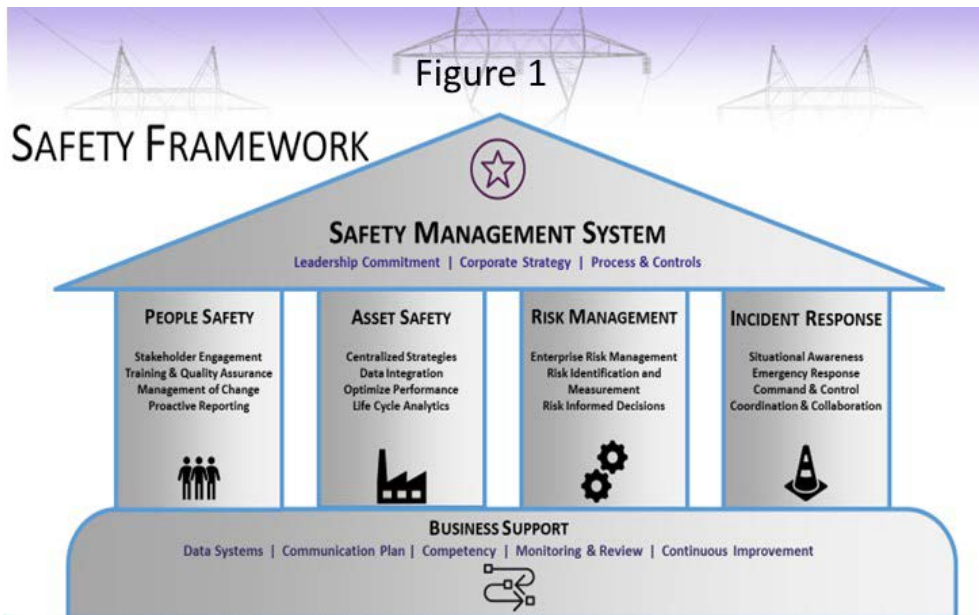 Figure 1
SAFETY FRAMEWORK
SAFETY MANAGEMENT SYSTEM
Leadership Commitment | Corporate Strategy | Process & Controls
PEOPLE SAFETY
Stakeholder Engagement
Training & Quality Assurance
Management of Change
Proactive Reporting
ASSET SAFETY
Centralized Strategies
Data Integration
Optimize Performance
Life Cycle Analytics
RISK MANAGEMENT
Enterprise Risk Management
Risk Identification and
Measurement
Risk Informed Decisions
INCIDENT RESPONSE
Situational Awareness
Emergency Response
Command & Control
Coordination & Collaboration
BUSINESS SUPPORT
Data Systems | Communication Plan | Competency | Monitoring & Review | Continuous Improvement